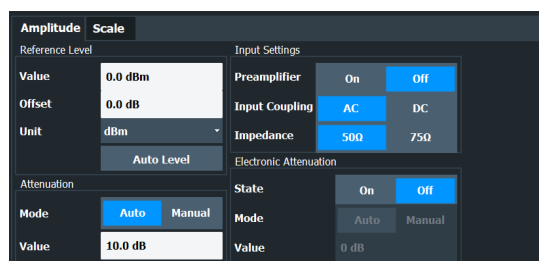 Amplitude Scale
Reference Level
Value 0.0 dBm
Offset 0.0 dB
Unit dBm
Auto Level
Attenuation
Mode Auto Manual
Value 10.0 dB
Input Settings
Preamplifier On Off
Input Coupling AC DC
Impedance 50Ω 75Ω
Electronic Attenuation
State On Off
Mode Auto Manual
Value 0 dB